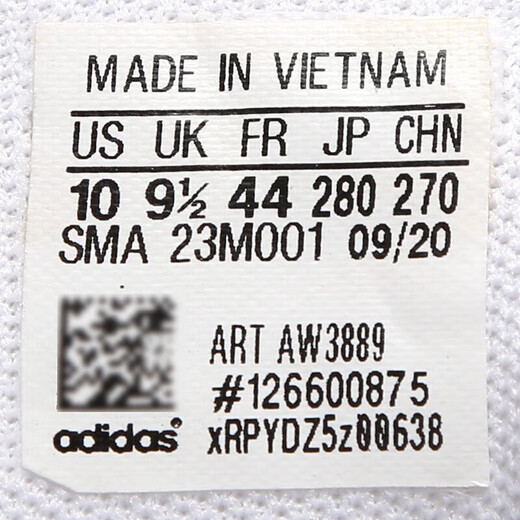 MADE IN VIETNAM
US UK FR JP CHN
10 9½ 44 280 270
SMA 23M001 09/20
ART AW3889
#126600875
adidas® xRPYDZ5z00638